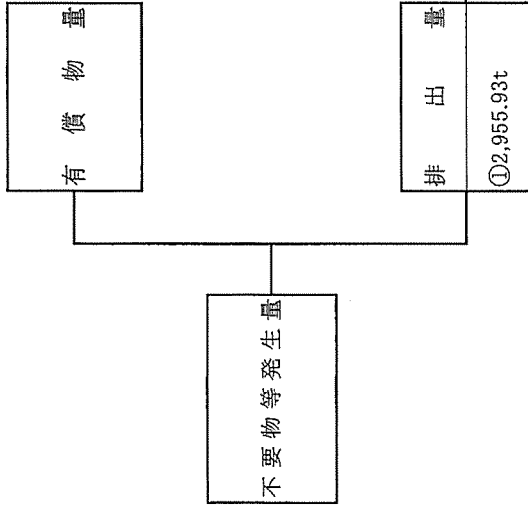 有償物量
不要物等発生量
排出量
①2,955.93t